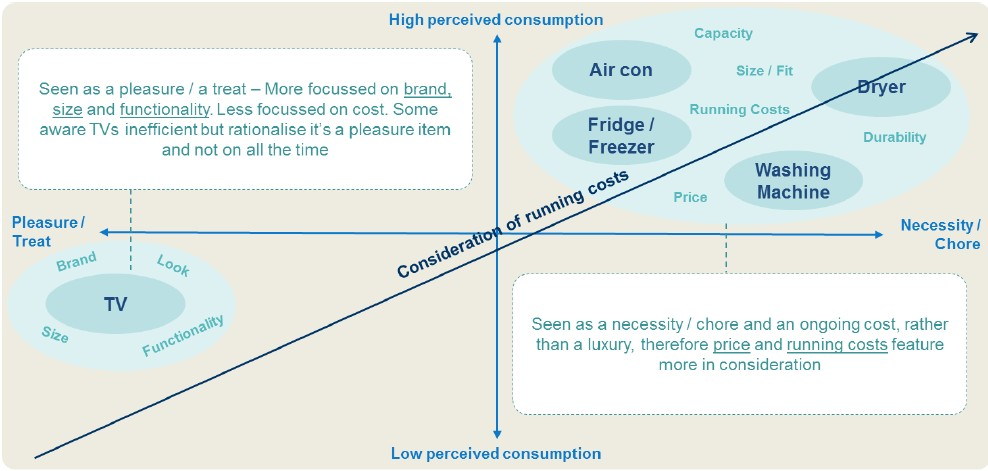 High perceived consumption
Seen as a pleasure / a treat – More focussed on brand,
size and functionality. Less focussed on cost. Some
aware TVs inefficient but rationalise it's a pleasure item
and not on all the time
Capacity
Air con
Size / Fit
Dryer
Running Costs
Fridge /
Freezer
Durability
Washing
Machine
Price
Consideration of running costs
Pleasure /
Treat
Necessity /
Chore
Brand
Look
TV
Size
Functionality
Seen as a necessity / chore and an ongoing cost, rather
than a luxury, therefore price and running costs feature
more in consideration
Low perceived consumption